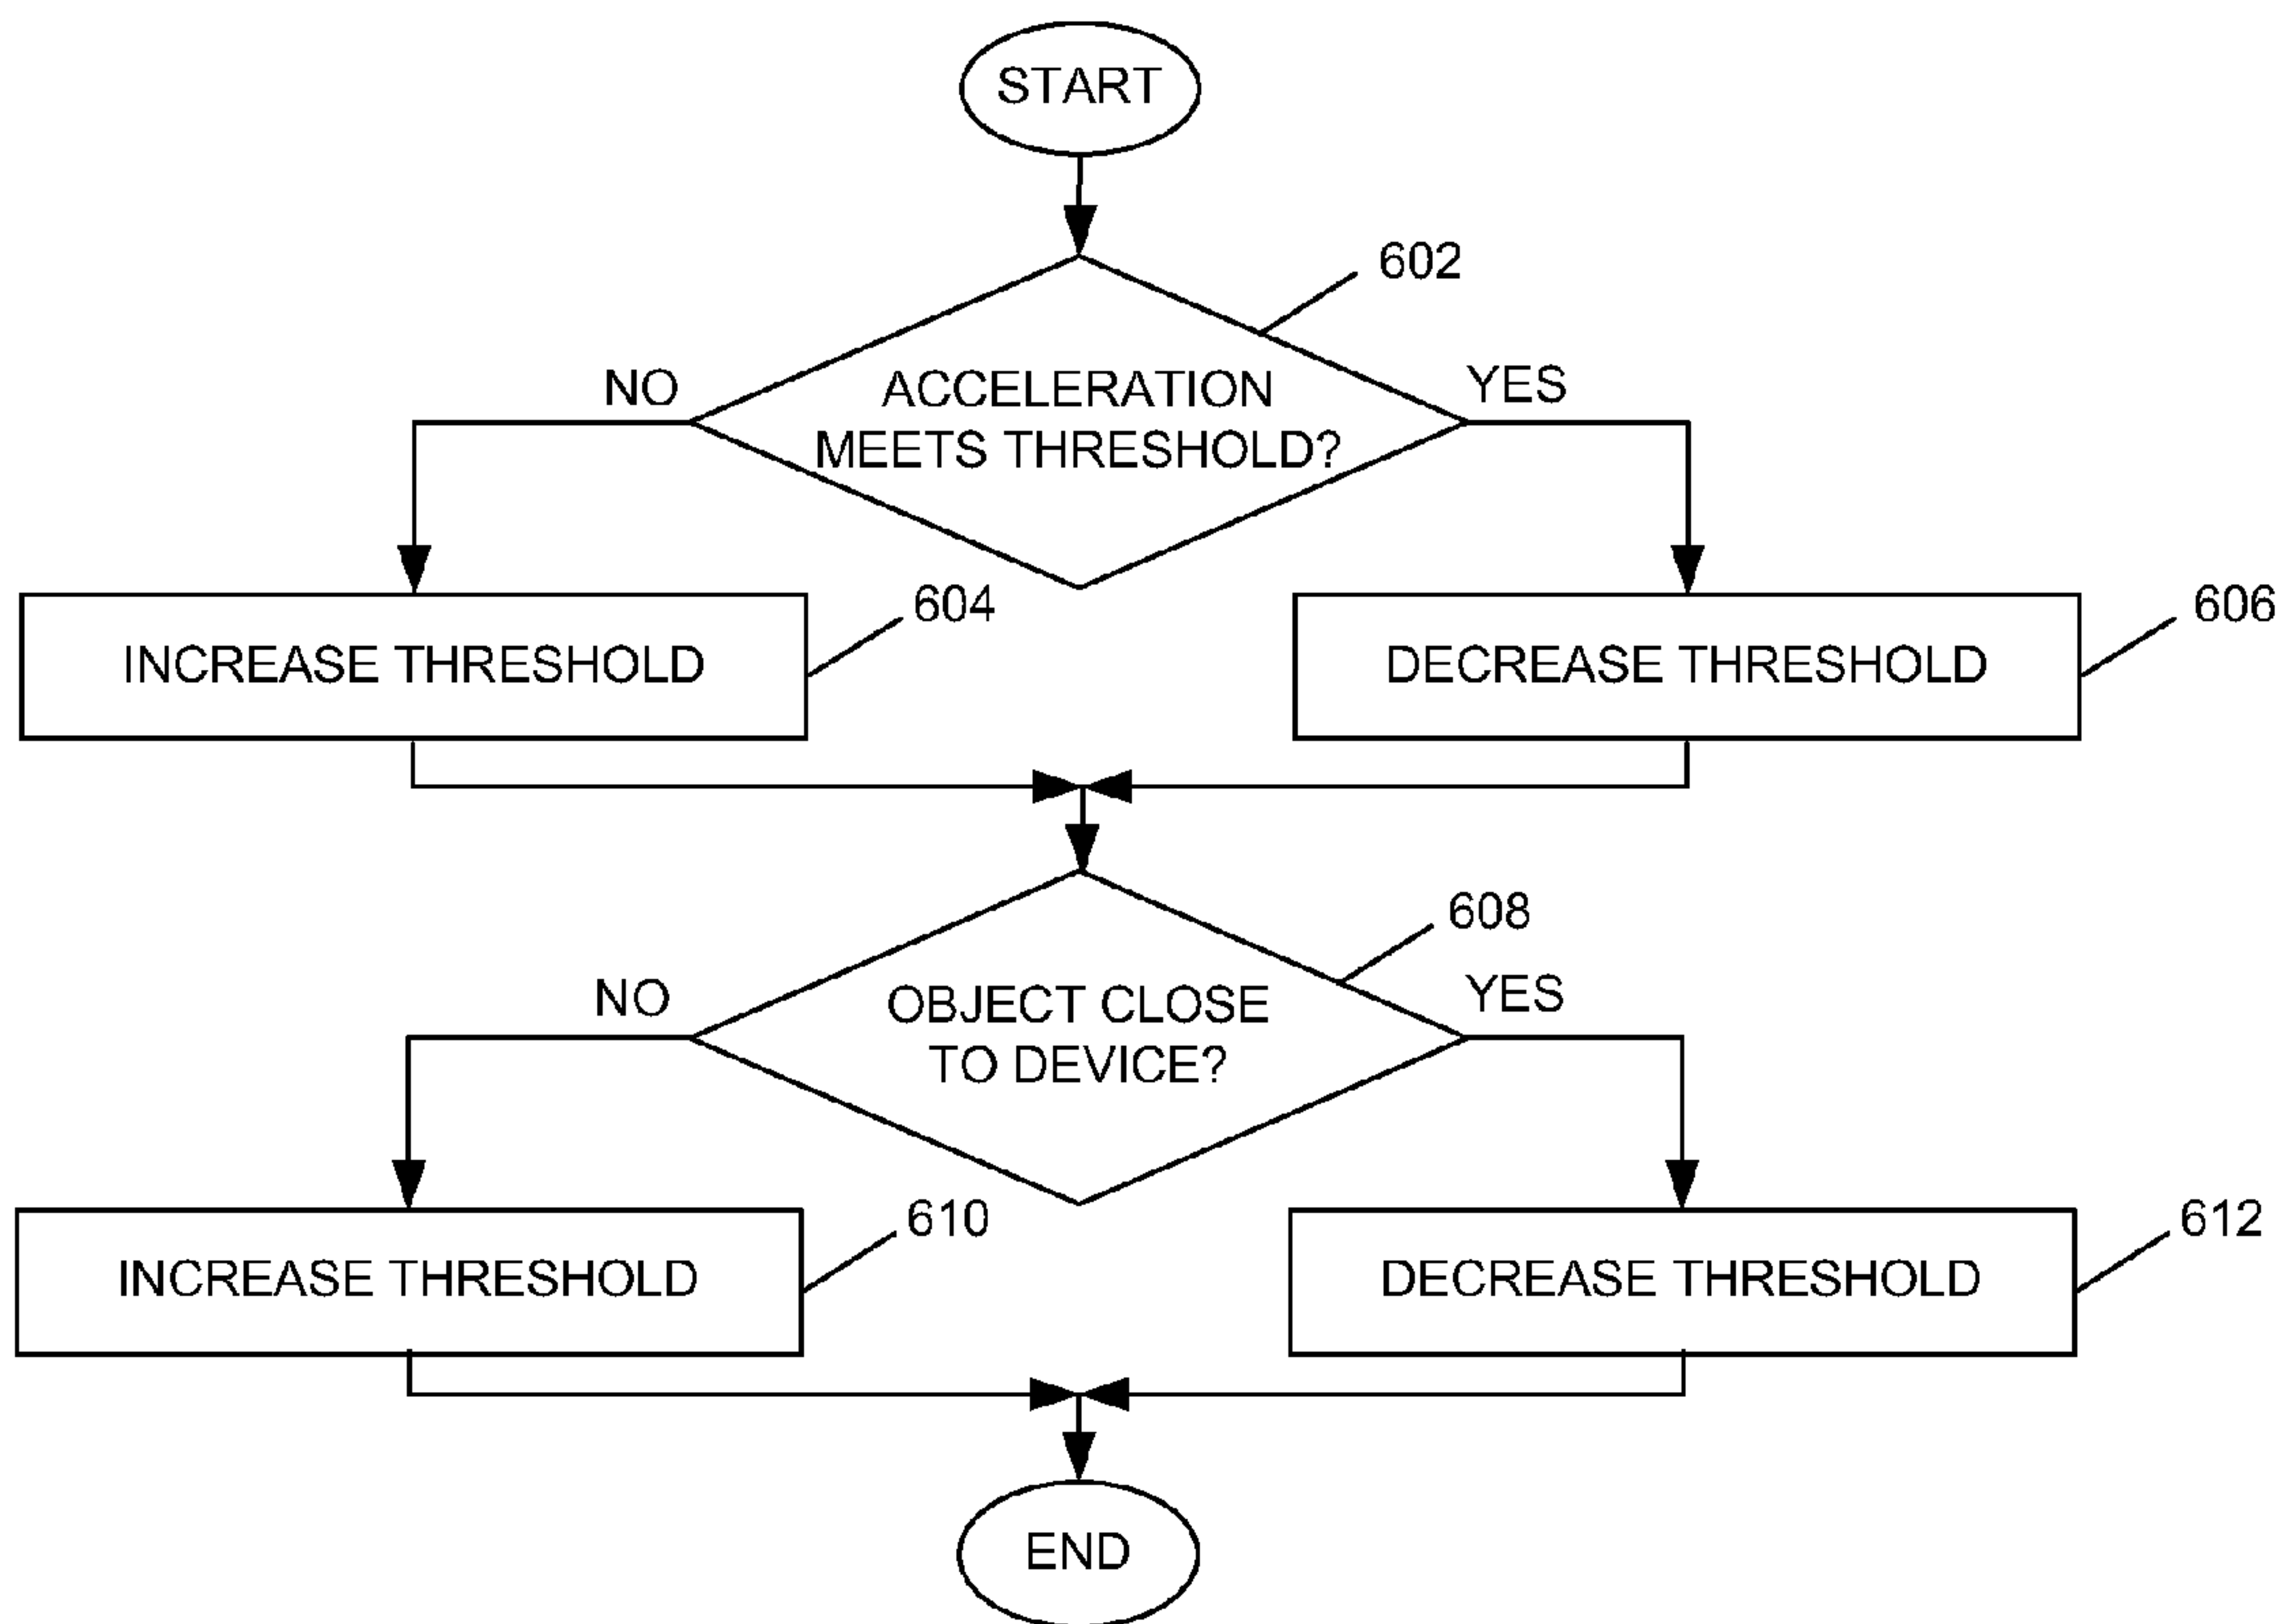 START
602
NO
YES
ACCELERATION
MEETS THRESHOLD?
604
606
INCREASE THRESHOLD
DECREASE THRESHOLD
608
NO
YES
OBJECT CLOSE
TO DEVICE?
610
612
INCREASE THRESHOLD
DECREASE THRESHOLD
END